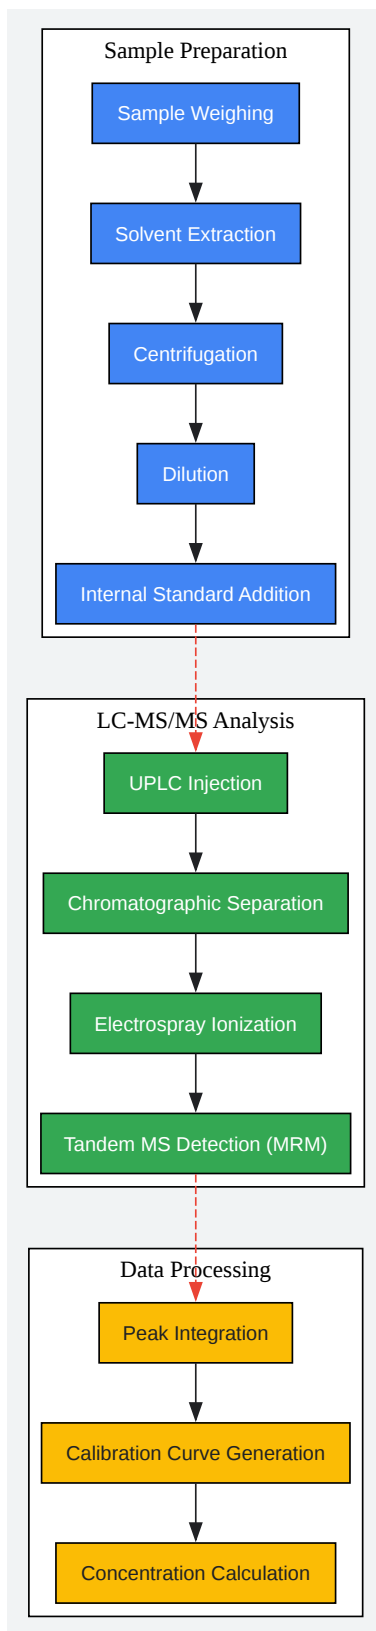 Sample Preparation
Sample Weighing
Solvent Extraction
Centrifugation
Dilution
Internal Standard Addition
LC-MS/MS Analysis
UPLC Injection
Chromatographic Separation
Electrospray Ionization
Tandem MS Detection (MRM)
Data Processing
Peak Integration
Calibration Curve Generation
Concentration Calculation